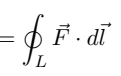 = ∮_L F⃗ · dl⃗